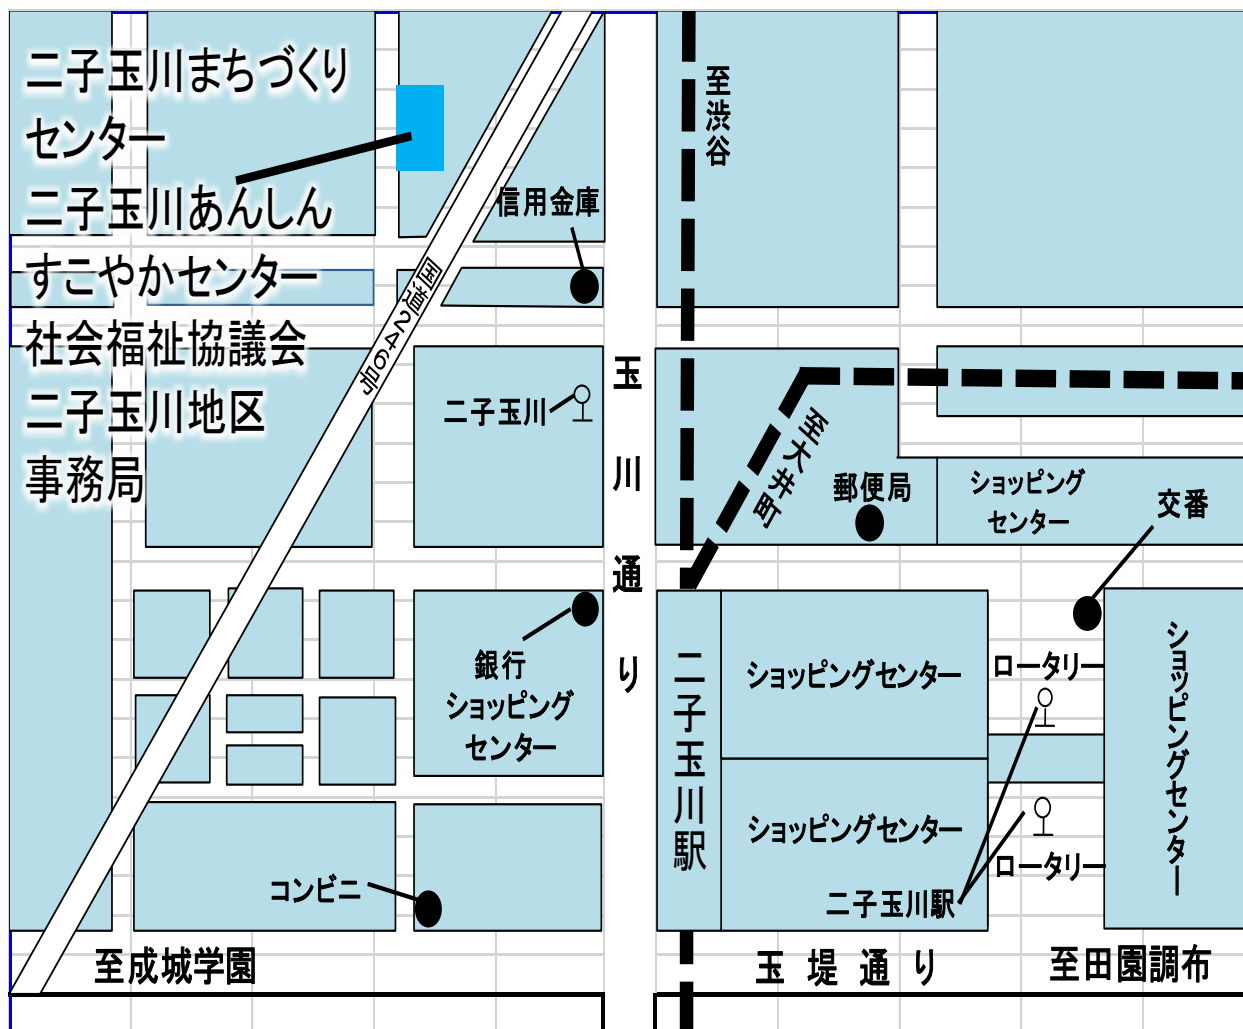 二子玉川まちづくり
センター
二子玉川あんしん
すこやかセンター
社会福祉協議会
二子玉川地区
事務局
至渋谷
信用金庫
国道246号
玉川通り
二子玉川
至大井町
郵便局
ショッピング
センター
交番
銀行
ショッピング
センター
二子玉川駅
ショッピングセンター
ロータリー
ショッピングセンター
ショッピングセンター
ロータリー
二子玉川駅
コンビニ
至成城学園
玉堤通り
至田園調布